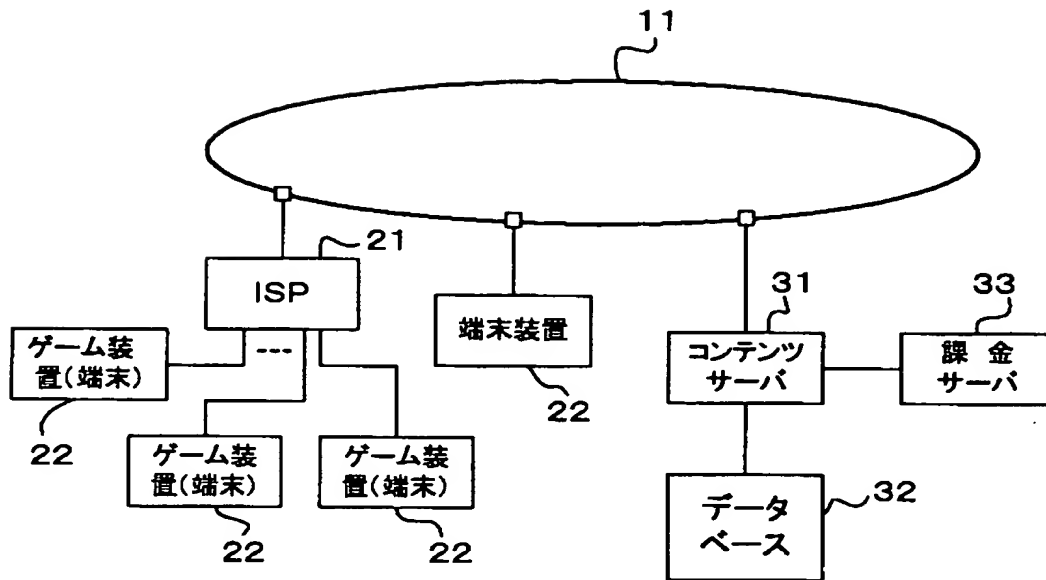 11
21
ISP
ゲーム装
置(端末)
22
ゲーム装
置(端末)
22
ゲーム装
置(端末)
22
端末装置
22
31
コンテンツ
サーバ
33
課 金
サーバ
データ
ベース
32